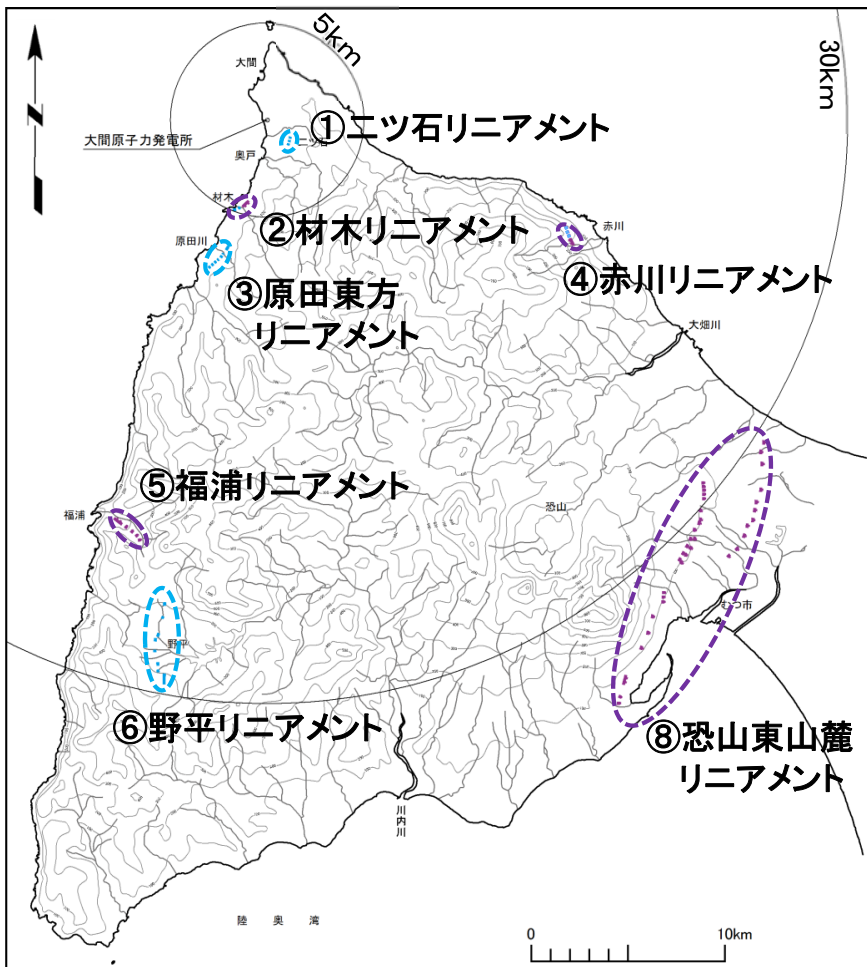 5km
30km
大間
N
①二ツ石リニアメント
大間原子力発電所
二ツ石
奥戸
材木
②材木リニアメント
赤川
原田川
④赤川リニアメント
③原田東方
リニアメント
大畑川
⑤福浦リニアメント
福浦
恐山
むつ市
野平
⑥野平リニアメント
⑧恐山東山麓
リニアメント
川内川
陸奥湾
0
10km